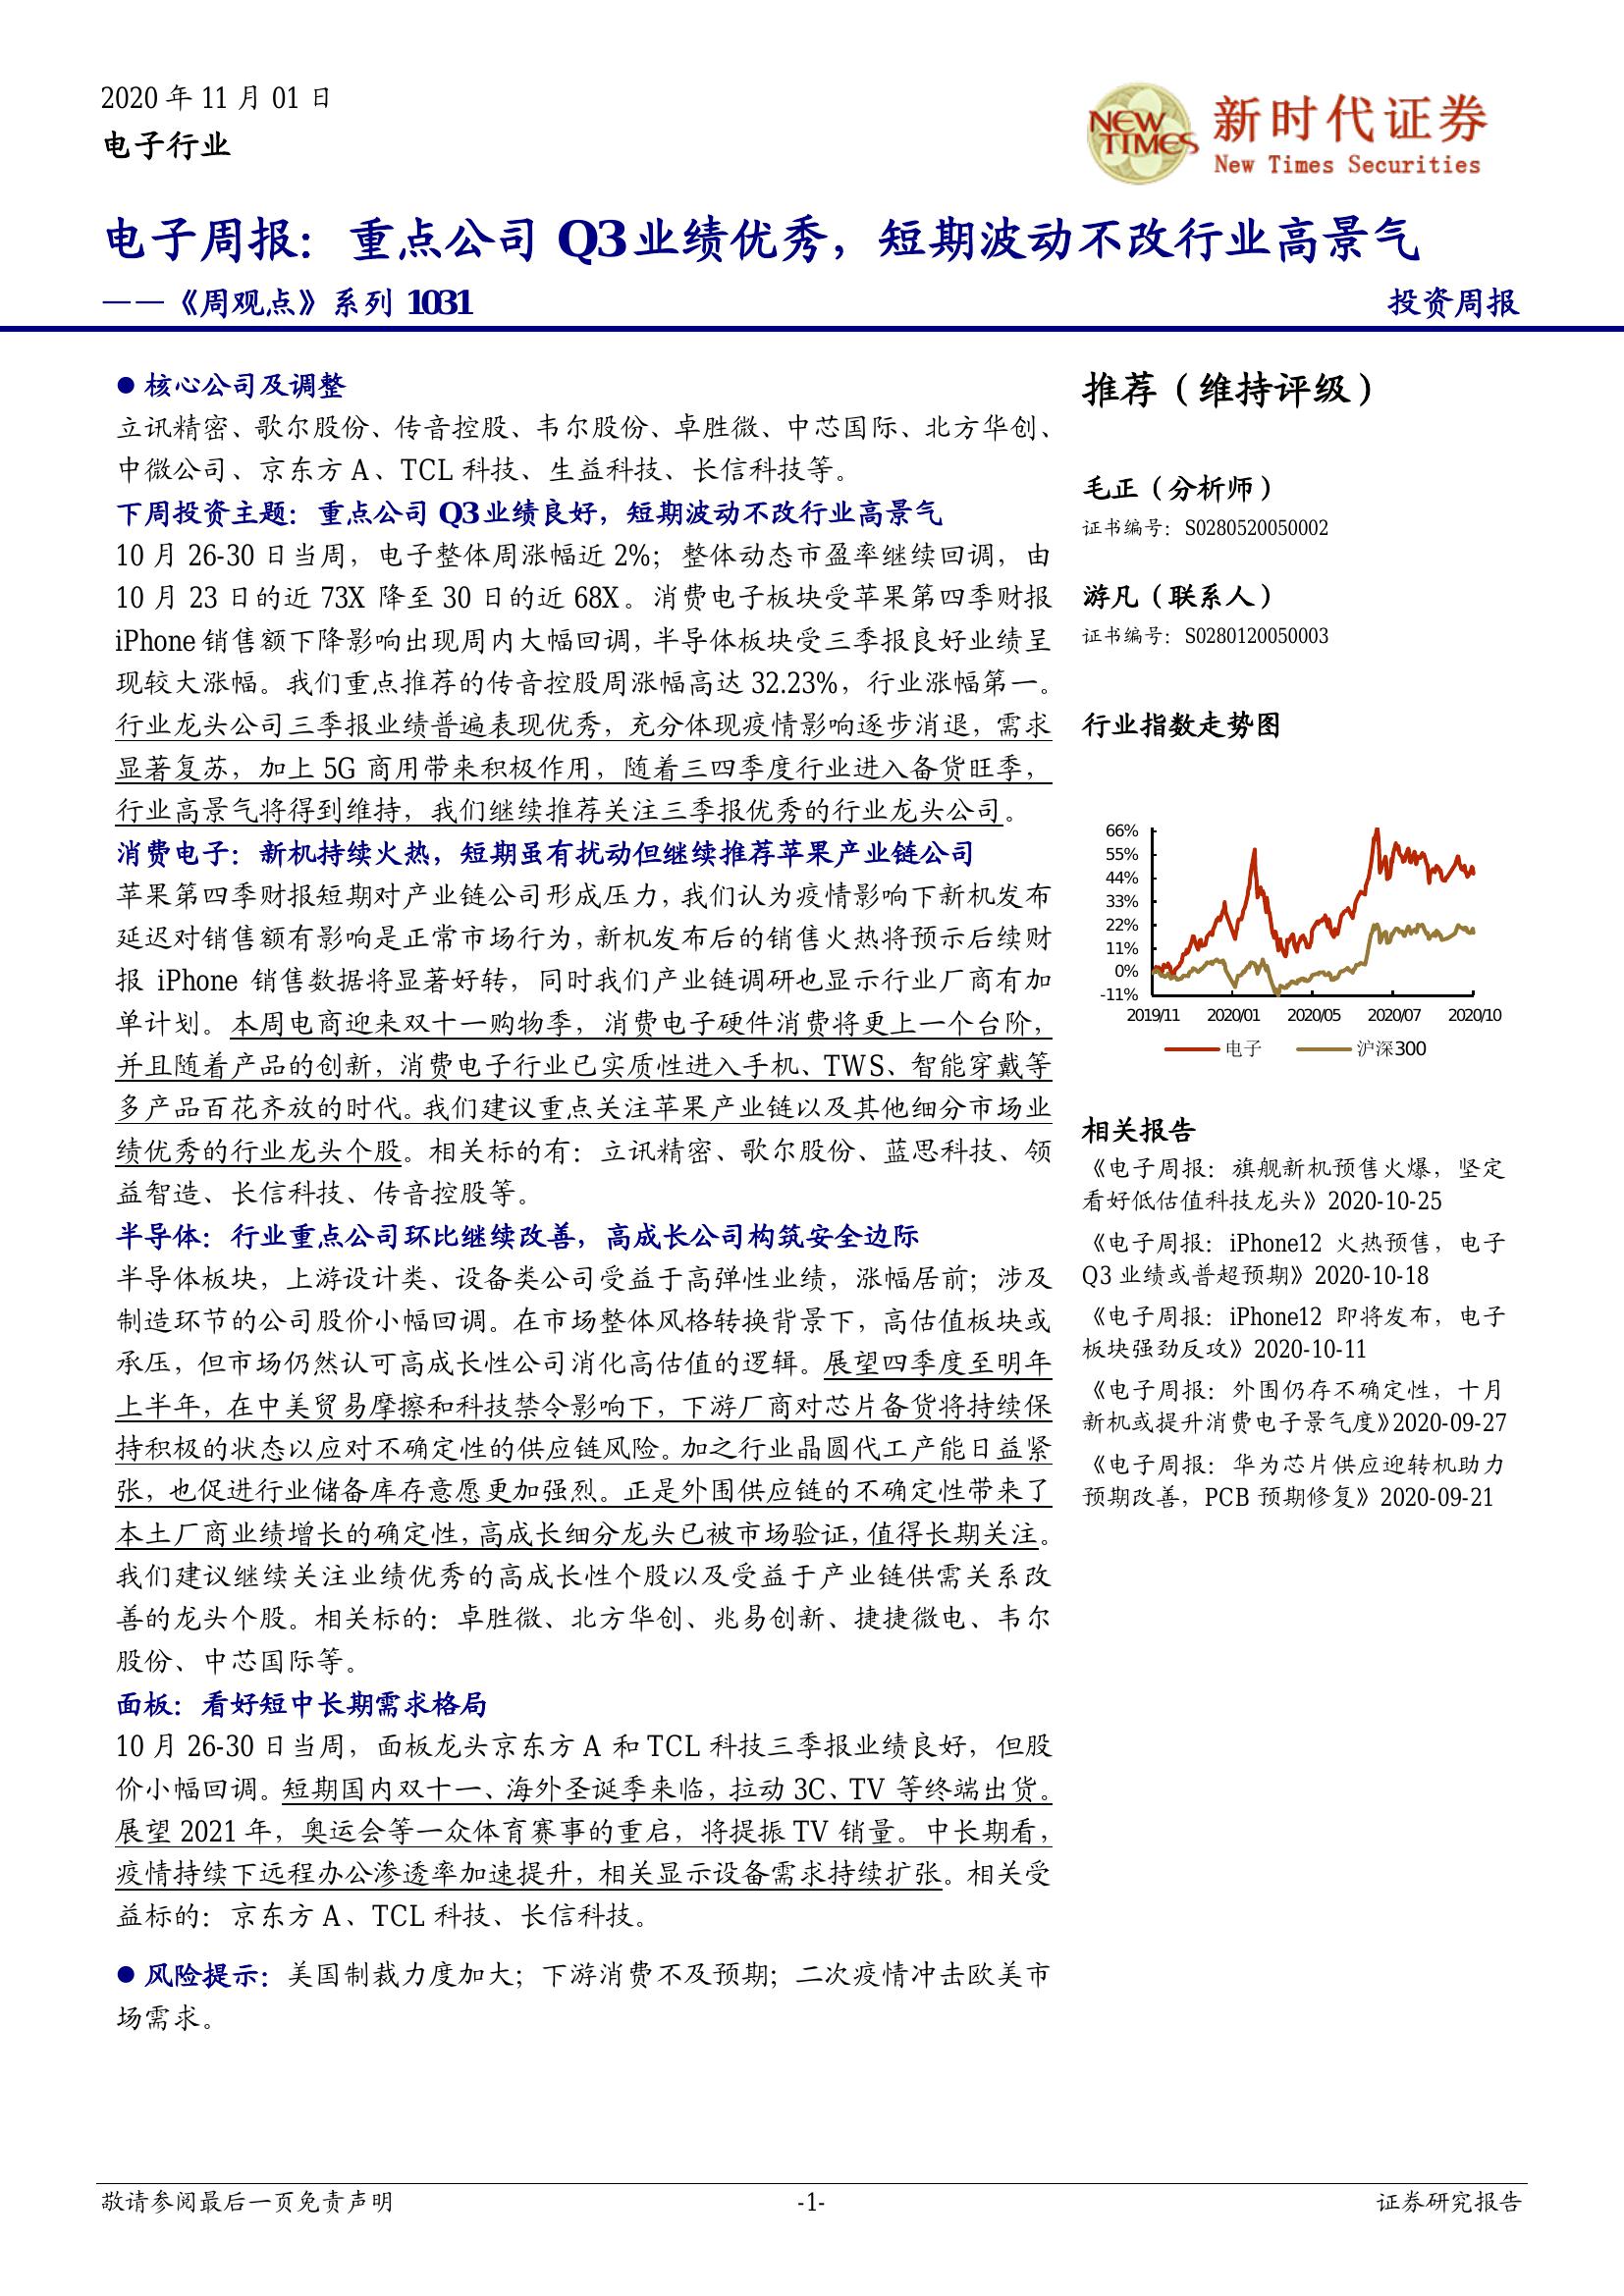 2020 年 11 月 01 日
电子行业
NEW TIMES
新时代证券
New Times Securities
电子周报：重点公司 Q3 业绩优秀，短期波动不改行业高景气
——《周观点》系列 1031
投资周报
● 核心公司及调整
立讯精密、歌尔股份、传音控股、韦尔股份、卓胜微、中芯国际、北方华创、
中微公司、京东方 A、TCL 科技、生益科技、长信科技等。
下周投资主题：重点公司 Q3 业绩良好，短期波动不改行业高景气
10 月 26-30 日当周，电子整体周涨幅近 2%；整体动态市盈率继续回调，由
10 月 23 日的近 73X 降至 30 日的近 68X。消费电子板块受苹果第四季财报
iPhone 销售额下降影响出现周内大幅回调，半导体板块受三季报良好业绩呈
现较大涨幅。我们重点推荐的传音控股周涨幅高达 32.23%，行业涨幅第一。
行业龙头公司三季报业绩普遍表现优秀，充分体现疫情影响逐步消退，需求
显著复苏，加上 5G 商用带来积极作用，随着三四季度行业进入备货旺季，
行业高景气将得到维持，我们继续推荐关注三季报优秀的行业龙头公司。
消费电子：新机持续火热，短期虽有扰动但继续推荐苹果产业链公司
苹果第四季财报短期对产业链公司形成压力，我们认为疫情影响下新机发布
延迟对销售额有影响是正常市场行为，新机发布后的销售火热将预示后续财
报 iPhone 销售数据将显著好转，同时我们产业链调研也显示行业厂商有加
单计划。本周电商迎来双十一购物季，消费电子硬件消费将更上一个台阶，
并且随着产品的创新，消费电子行业已实质性进入手机、TWS、智能穿戴等
多产品百花齐放的时代。我们建议重点关注苹果产业链以及其他细分市场业
绩优秀的行业龙头个股。相关标的有：立讯精密、歌尔股份、蓝思科技、领
益智造、长信科技、传音控股等。
半导体：行业重点公司环比继续改善，高成长公司构筑安全边际
半导体板块，上游设计类、设备类公司受益于高弹性业绩，涨幅居前；涉及
制造环节的公司股价小幅回调。在市场整体风格转换背景下，高估值板块或
承压，但市场仍然认可高成长性公司消化高估值的逻辑。展望四季度至明年
上半年，在中美贸易摩擦和科技禁令影响下，下游厂商对芯片备货将持续保
持积极的状态以应对不确定性的供应链风险。加之行业晶圆代工产能日益紧
张，也促进行业储备库存意愿更加强烈。正是外围供应链的不确定性带来了
本土厂商业绩增长的确定性，高成长细分龙头已被市场验证，值得长期关注。
我们建议继续关注业绩优秀的高成长性个股以及受益于产业链供需关系改
善的龙头个股。相关标的：卓胜微、北方华创、兆易创新、捷捷微电、韦尔
股份、中芯国际等。
面板：看好短中长期需求格局
10 月 26-30 日当周，面板龙头京东方 A 和 TCL 科技三季报业绩良好，但股
价小幅回调。短期国内双十一、海外圣诞季来临，拉动 3C、TV 等终端出货。
展望 2021 年，奥运会等一众体育赛事的重启，将提振 TV 销量。中长期看，
疫情持续下远程办公渗透率加速提升，相关显示设备需求持续扩张。相关受
益标的：京东方 A、TCL 科技、长信科技。
● 风险提示：美国制裁力度加大；下游消费不及预期；二次疫情冲击欧美市
场需求。
推荐（维持评级）
毛正（分析师）
证书编号：S0280520050002
游凡（联系人）
证书编号：S0280120050003
行业指数走势图
66%
55%
44%
33%
22%
11%
0%
-11%
2019/11 2020/01 2020/05 2020/07 2020/10
电子 沪深300
相关报告
《电子周报：旗舰新机预售火爆，坚定
看好低估值科技龙头》2020-10-25
《电子周报：iPhone12 火热预售，电子
Q3 业绩或普超预期》2020-10-18
《电子周报：iPhone12 即将发布，电子
板块强劲反攻》2020-10-11
《电子周报：外围仍存不确定性，十月
新机或提升消费电子景气度》2020-09-27
《电子周报：华为芯片供应迎转机助力
预期改善，PCB 预期修复》2020-09-21
敬请参阅最后一页免责声明
-1-
证券研究报告